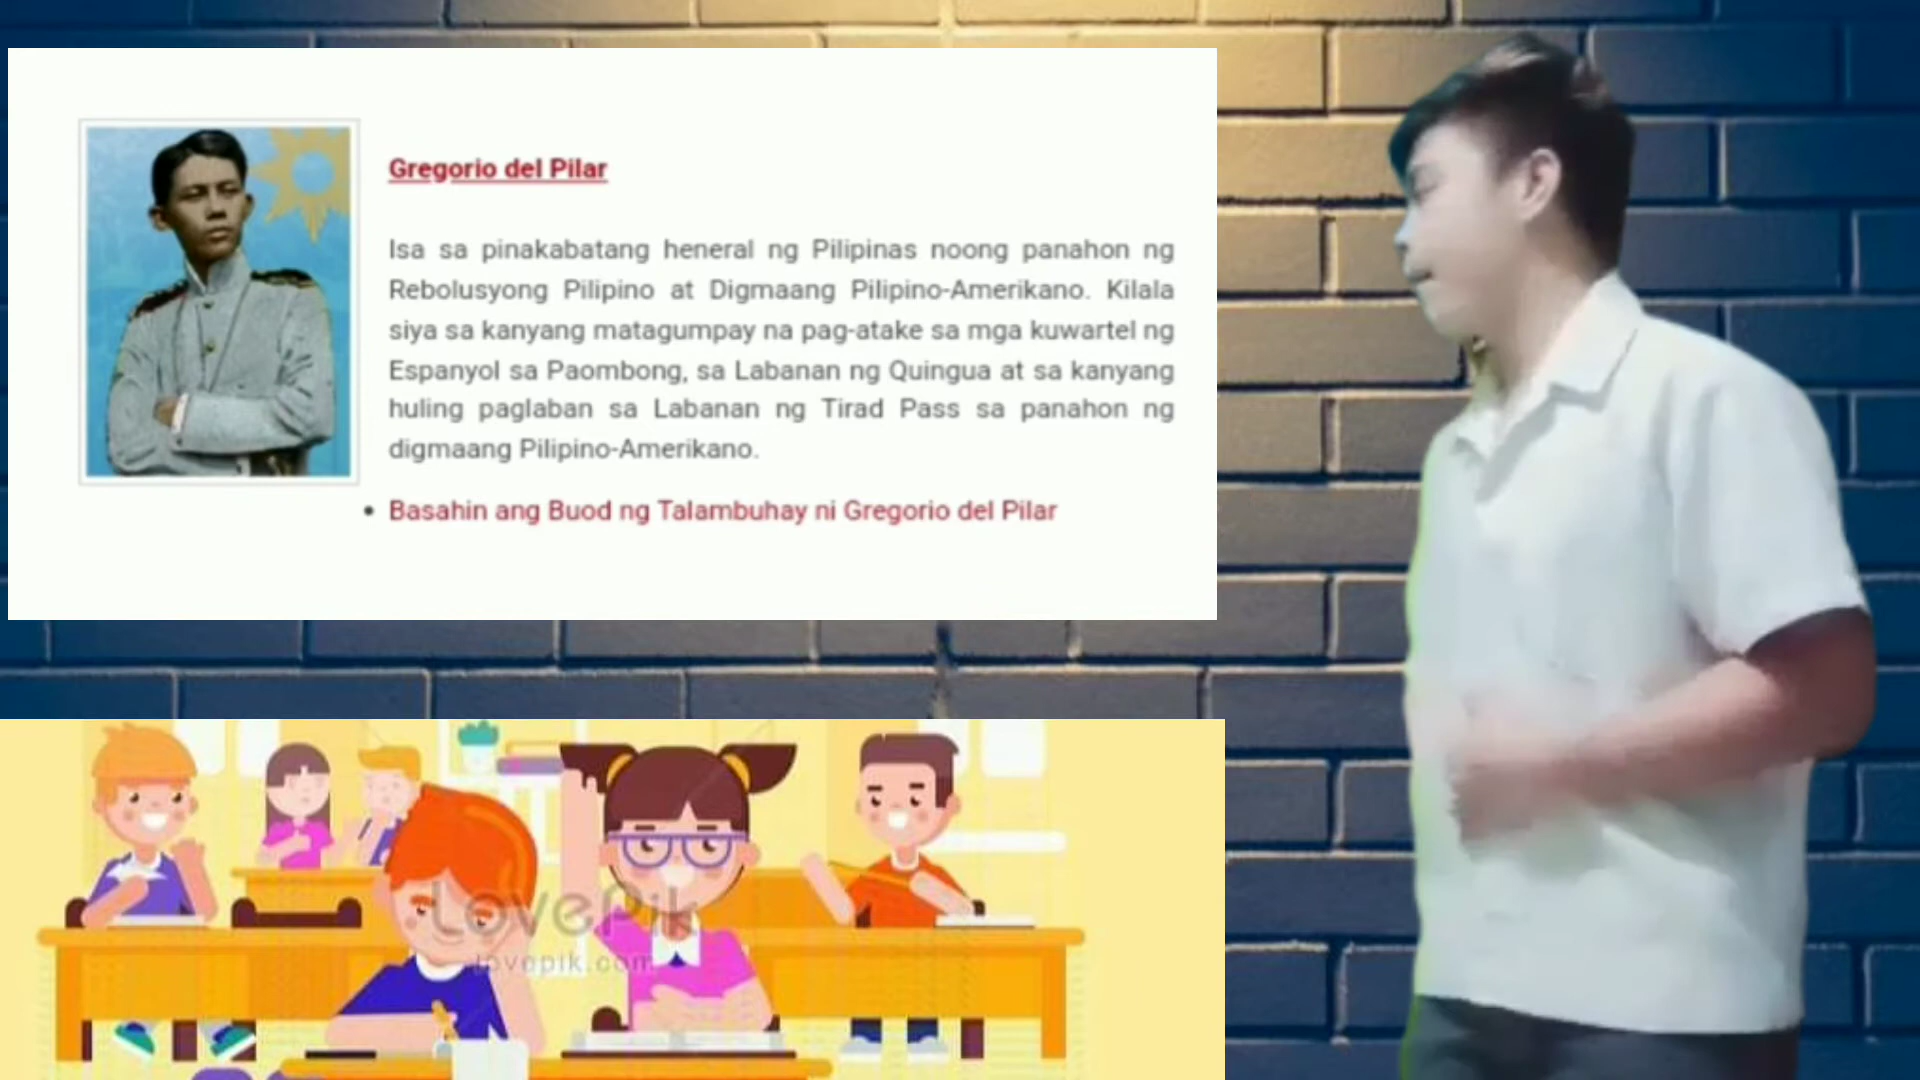 Gregorio del Pilar
Isa sa pinakabatang heneral ng Pilipinas noong panahon ng
Rebolusyong Pilipino at Digmaang Pilipino-Amerikano. Kilala
siya sa kanyang matagumpay na pag-atake sa mga kuwartel ng
Espanyol sa Paombong, sa Labanan ng Quingua at sa kanyang
huling paglaban sa Labanan ng Tirad Pass sa panahon ng
digmaang Pilipino-Amerikano.
• Basahin ang Buod ng Talambuhay ni Gregorio del Pilar
LovePik
lovepik.com